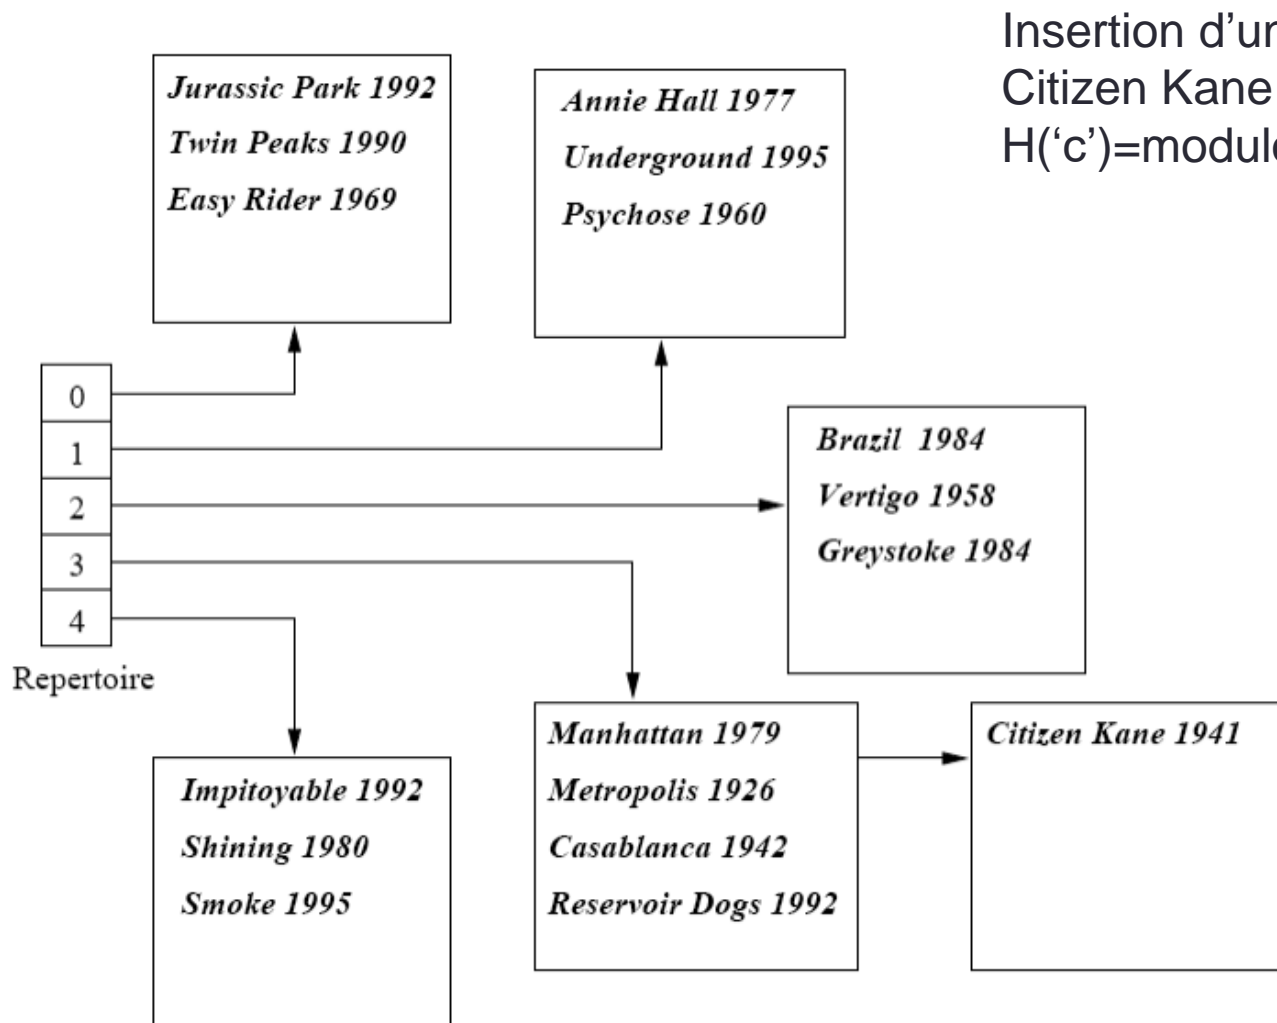 Insertion d'un
Citizen Kane
H('c')=modulo
Jurassic Park 1992
Twin Peaks 1990
Easy Rider 1969
Annie Hall 1977
Underground 1995
Psychose 1960
0
1
2
3
4
Repertoire
Brazil 1984
Vertigo 1958
Greystoke 1984
Manhattan 1979
Metropolis 1926
Casablanca 1942
Reservoir Dogs 1992
Citizen Kane 1941
Impitoyable 1992
Shining 1980
Smoke 1995